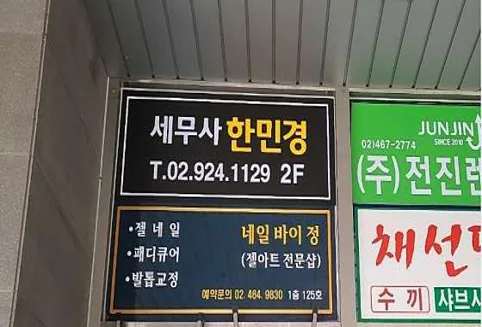 세무사 한민경
T.02.924.1129 2F
•젤 네 일
•패디큐어
•발톱교정
네일 바이 정
(젤아트 전문샵)
예약문의 02. 464. 9830 1층 125호
JUNJIN
SINCE 2010
02)467-2774
(주)전진렌
채선
수 끼
샤브